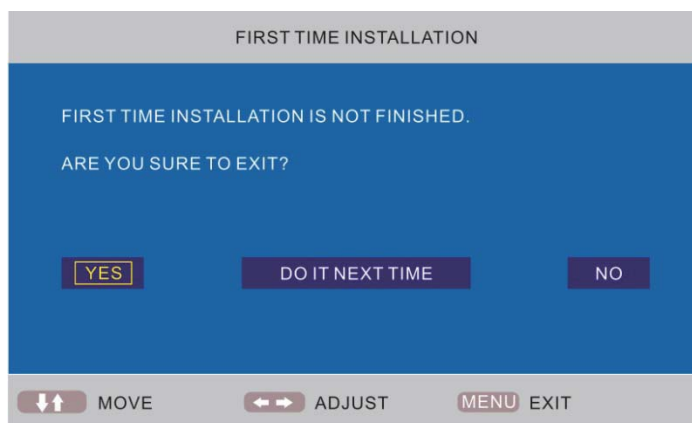 FIRST TIME INSTALLATION
FIRST TIME INSTALLATION IS NOT FINISHED.
ARE YOU SURE TO EXIT?
YES DO IT NEXT TIME NO
MOVE ADJUST MENU EXIT